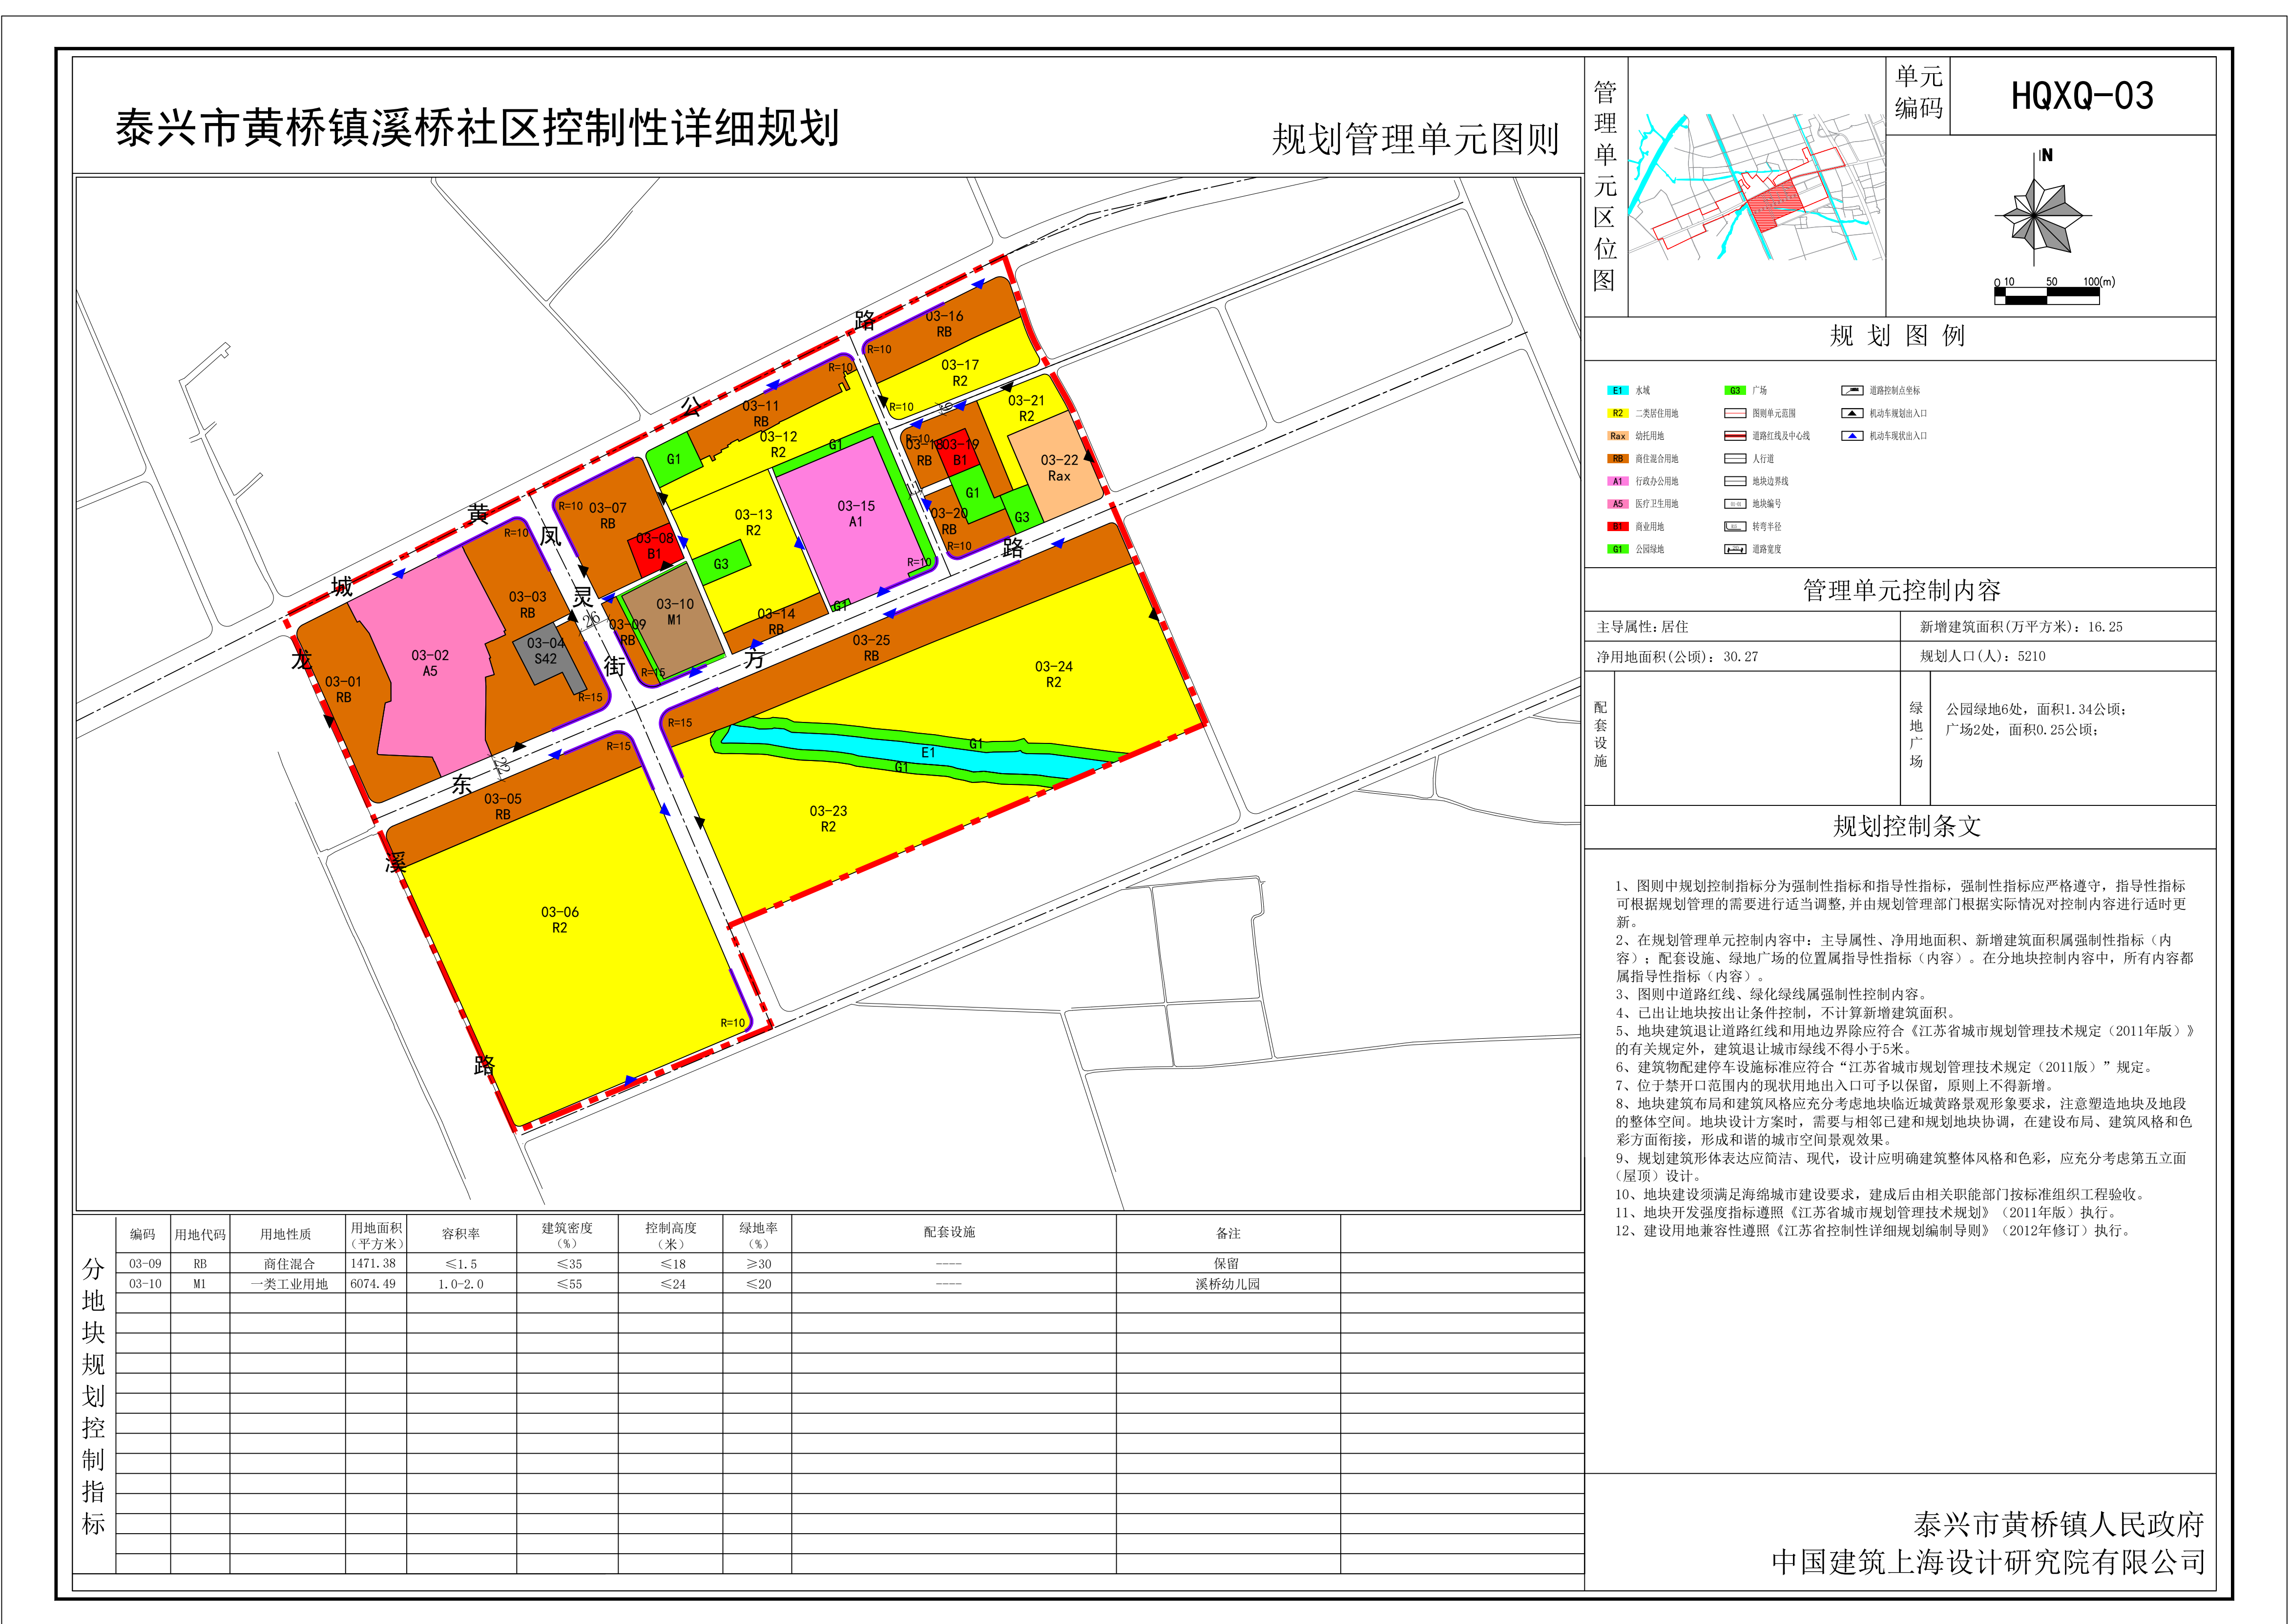 泰兴市黄桥镇溪桥社区控制性详细规划
规划管理单元图则
管理单元区位图
单元编码
HQXQ-03
N
0 10 50 100(m)
规划图例
E1 水域
R2 二类居住用地
Rax 幼托用地
RB 商住混合用地
A1 行政办公用地
A5 医疗卫生用地
B1 商业用地
G1 公园绿地
G3 广场
图则单元范围
道路红线及中心线
人行道
地块边界线
地块编号
转弯半径
道路宽度
道路控制点坐标
机动车规划出入口
机动车现状出入口
管理单元控制内容
主导属性:居住
新增建筑面积(万平方米): 16.25
净用地面积(公顷): 30.27
规划人口(人): 5210
配套设施
绿地广场
公园绿地6处，面积1.34公顷;
广场2处，面积0.25公顷;
规划控制条文
1、图则中规划控制指标分为强制性指标和指导性指标，强制性指标应严格遵守，指导性指标
可根据规划管理的需要进行适当调整,并由规划管理部门根据实际情况对控制内容进行适时更
新。
2、在规划管理单元控制内容中：主导属性、净用地面积、新增建筑面积属强制性指标（内
容）；配套设施、绿地广场的位置属指导性指标（内容）。在分地块控制内容中，所有内容都
属指导性指标（内容）。
3、图则中道路红线、绿化绿线属强制性控制内容。
4、已出让地块按出让条件控制，不计算新增建筑面积。
5、地块建筑退让道路红线和用地边界除应符合《江苏省城市规划管理技术规定（2011年版）》
的有关规定外，建筑退让城市绿线不得小于5米。
6、建筑物配建停车设施标准应符合“江苏省城市规划管理技术规定（2011版）”规定。
7、位于禁开口范围内的现状用地出入口可予以保留，原则上不得新增。
8、地块建筑布局和建筑风格应充分考虑地块临近城黄路景观形象要求，注意塑造地块及地段
的整体空间。地块设计方案时，需要与相邻已建和规划地块协调，在建设布局、建筑风格和色
彩方面衔接，形成和谐的城市空间景观效果。
9、规划建筑形体表达应简洁、现代，设计应明确建筑整体风格和色彩，应充分考虑第五立面
（屋顶）设计。
10、地块建设须满足海绵城市建设要求，建成后由相关职能部门按标准组织工程验收。
11、地块开发强度指标遵照《江苏省城市规划管理技术规划》（2011年版）执行。
12、建设用地兼容性遵照《江苏省控制性详细规划编制导则》（2012年修订）执行。
泰兴市黄桥镇人民政府
中国建筑上海设计研究院有限公司
城黄公路
龙溪路
凤灵街
东方路
03-01
RB
03-02
A5
03-03
RB
03-04
S42
03-05
RB
03-06
R2
03-07
RB
03-08
B1
03-09
RB
03-10
M1
03-11
RB
03-12
R2
03-13
R2
03-14
RB
03-15
A1
03-16
RB
03-17
R2
03-18
RB
03-19
B1
03-20
RB
03-21
R2
03-22
Rax
03-23
R2
03-24
R2
03-25
RB
G1
G1
G1
G1
G3
G3
G1
E1
G1
R=10
R=10
R=10
R=10
R=10
R=10
R=10
R=10
R=10
R=15
R=15
R=15
R=15
26
22
分地块规划控制指标
编码 用地代码 用地性质 用地面积（平方米） 容积率 建筑密度（%） 控制高度（米） 绿地率（%） 配套设施 备注
03-09 RB 商住混合 1471.38 ≤1.5 ≤35 ≤18 ≥30 ---- 保留
03-10 M1 一类工业用地 6074.49 1.0-2.0 ≤55 ≤24 ≤20 ---- 溪桥幼儿园